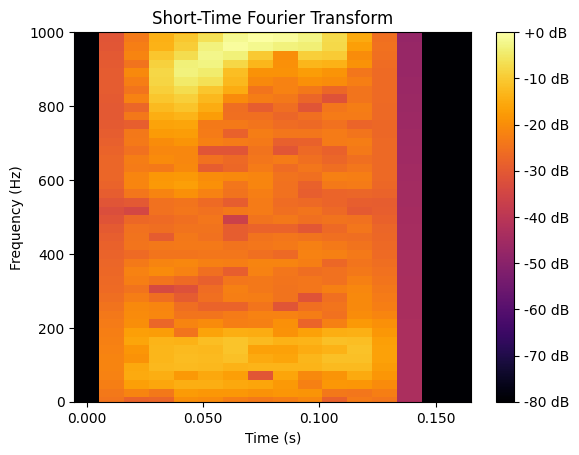 Short-Time Fourier Transform
Frequency (Hz)
1000
800
600
400
200
0
0.000
0.050
0.100
0.150
Time (s)
+0 dB
-10 dB
-20 dB
-30 dB
-40 dB
-50 dB
-60 dB
-70 dB
-80 dB